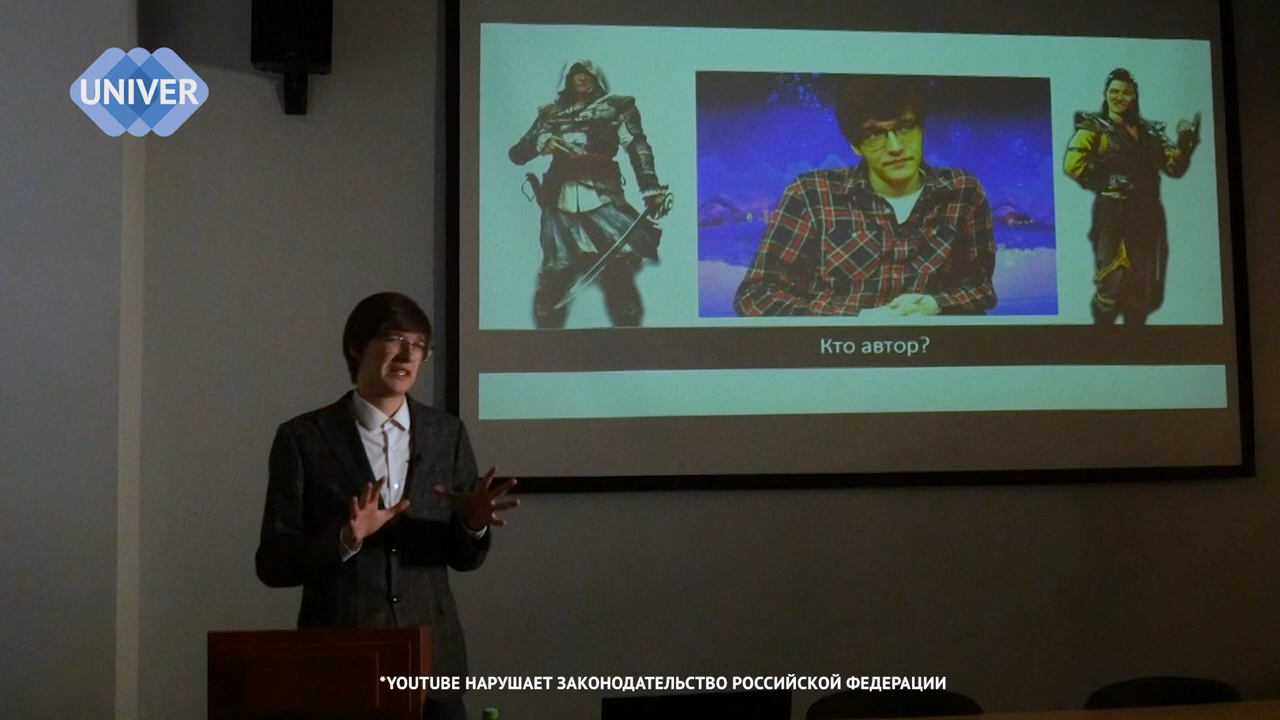 UNIVER
Кто автор?
*YOUTUBE НАРУШАЕТ ЗАКОНОДАТЕЛЬСТВО РОССИЙСКОЙ ФЕДЕРАЦИИ